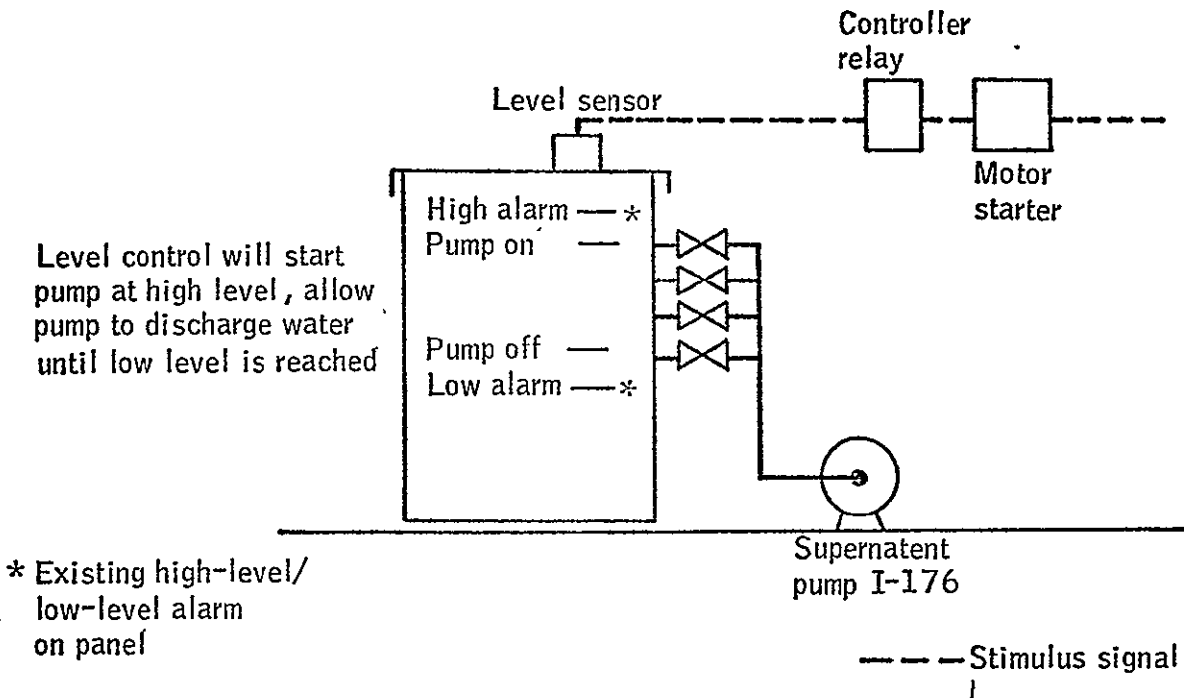 Controller
relay
Level sensor
Motor
starter
High alarm — *
Pump on —
Level control will start
pump at high level, allow
pump to discharge water
until low level is reached
Pump off —
Low alarm — *
Supernatent
pump I-176
* Existing high-level/
low-level alarm
on panel
Stimulus signal